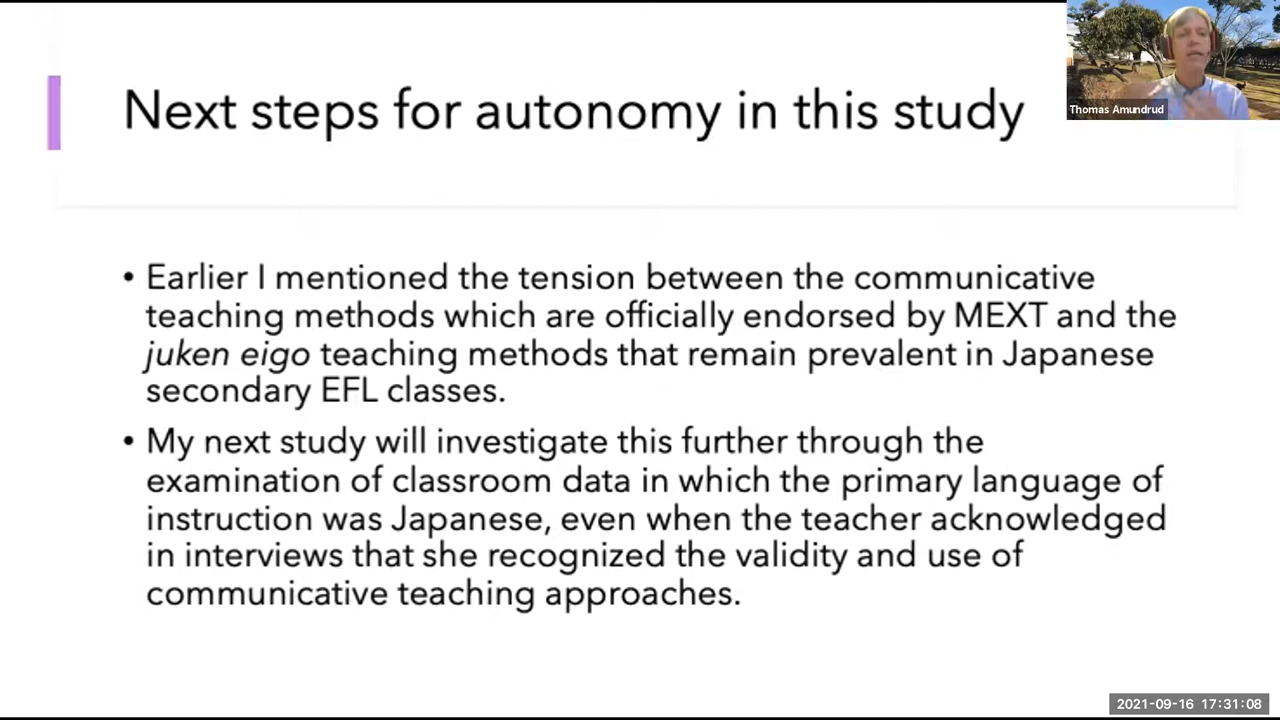 Next steps for autonomy in this study
Thomas Amundrud
• Earlier I mentioned the tension between the communicative
teaching methods which are officially endorsed by MEXT and the
juken eigo teaching methods that remain prevalent in Japanese
secondary EFL classes.
• My next study will investigate this further through the
examination of classroom data in which the primary language of
instruction was Japanese, even when the teacher acknowledged
in interviews that she recognized the validity and use of
communicative teaching approaches.
2021-09-16 17:31:08